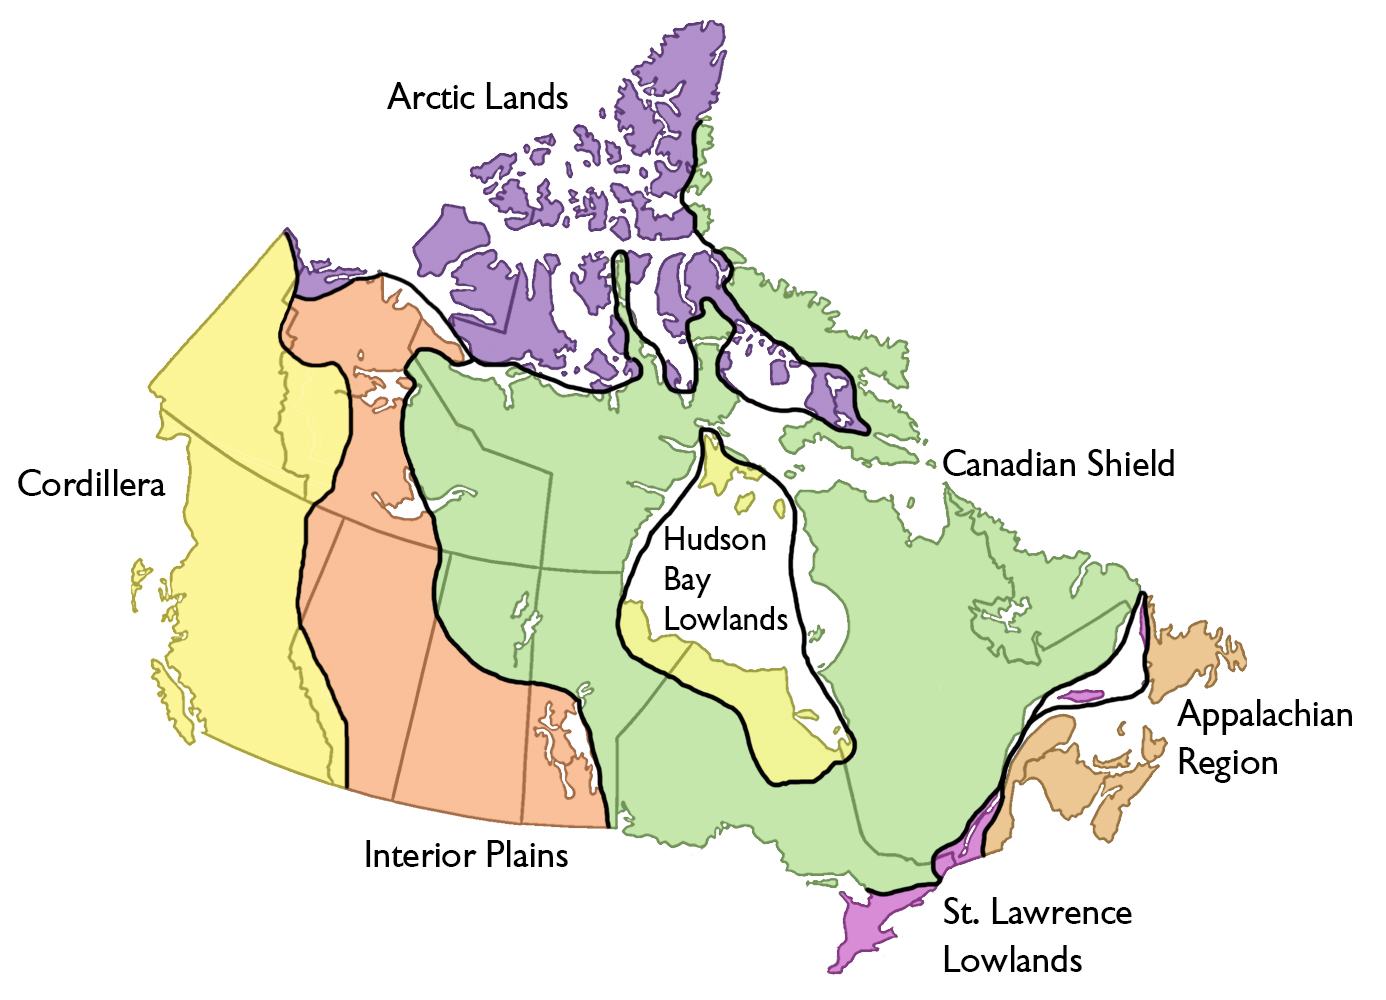 Arctic Lands
Cordillera
Canadian Shield
Hudson
Bay
Lowlands
Appalachian
Region
Interior Plains
St. Lawrence
Lowlands